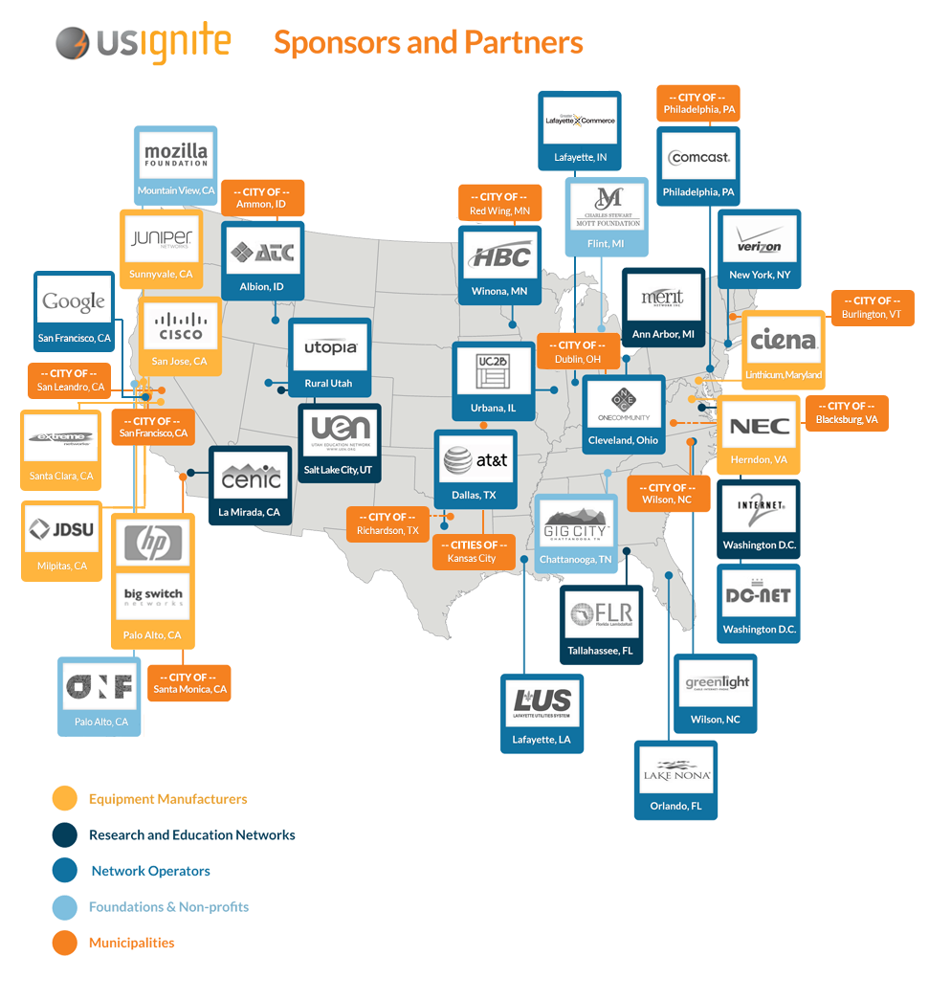 usignite
Sponsors and Partners
Greater
Lafayette Commerce
Lafayette, IN
-- CITY OF --
Philadelphia, PA
comcast.
Philadelphia, PA
mozilla
FOUNDATION
Mountain View, CA
-- CITY OF --
Ammon, ID
ATC
Albion, ID
-- CITY OF --
Red Wing, MN
HBC
Winona, MN
M
CHARLES STEWART
MOTT FOUNDATION
Flint, MI
verizon
New York, NY
JUNIPER
NETWORKS
Sunnyvale, CA
Google
San Francisco, CA
CISCO
San Jose, CA
utopia
Rural Utah
merit
NETWORK INC
Ann Arbor, MI
-- CITY OF --
Burlington, VT
ciena
Linthicum, Maryland
-- CITY OF --
Dublin, OH
UC2B
Urbana, IL
-- CITY OF --
San Leandro, CA
-- CITY OF --
San Francisco, CA
ONEC
ONECOMMUNITY
Cleveland, Ohio
NEC
Herndon, VA
-- CITY OF --
Blacksburg, VA
extreme
networks
Santa Clara, CA
uen
UTAH EDUCATION NETWORK
WWW.UEN.ORG
Salt Lake City, UT
cenic
La Mirada, CA
at&t
Dallas, TX
-- CITY OF --
Wilson, NC
-- CITY OF --
Richardson, TX
-- CITIES OF --
Kansas City
GIG CITY
CHATTANOOGA, TN
Chattanooga, TN
INTERNET
2
Washington D.C.
JDSU
Milpitas, CA
hp
big switch
networks
Palo Alto, CA
DC-NET
Washington D.C.
FLR
Florida LambdaRail
Tallahassee, FL
ONF
Palo Alto, CA
-- CITY OF --
Santa Monica, CA
LUS
LAFAYETTE UTILITIES SYSTEM
Lafayette, LA
greenlight
Wilson, NC
LAKE NONA
Orlando, FL
Equipment Manufacturers
Research and Education Networks
Network Operators
Foundations & Non-profits
Municipalities